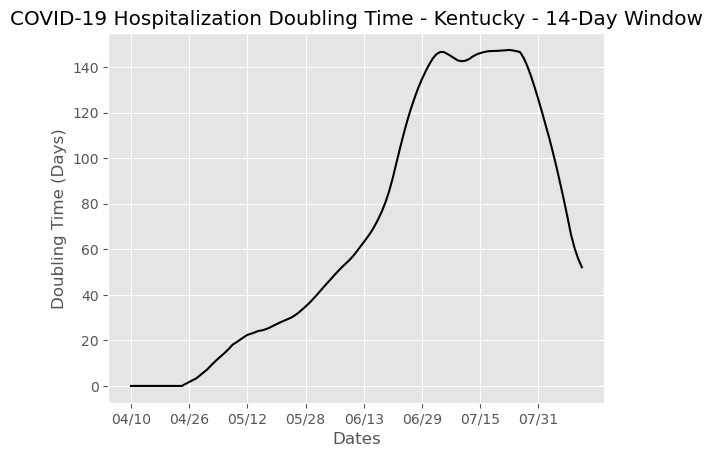 COVID-19 Hospitalization Doubling Time - Kentucky - 14-Day Window
Doubling Time (Days)
140
120
100
80
60
40
20
0
04/10 04/26 05/12 05/28 06/13 06/29 07/15 07/31
Dates